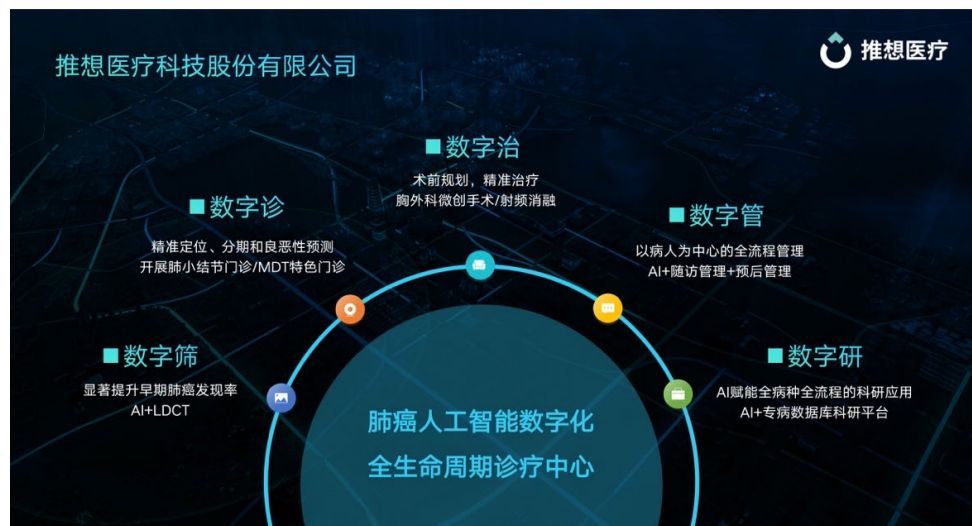 推想医疗科技股份有限公司
推想医疗
数字治
术前规划，精准治疗
胸外科微创手术/射频消融
数字诊
精准定位、分期和良恶性预测
开展肺小结节门诊/MDT特色门诊
数字管
以病人为中心的全流程管理
AI+随访管理+预后管理
数字筛
显著提升早期肺癌发现率
AI+LDCT
数字研
AI赋能全病种全流程的科研应用
AI+专病数据库科研平台
肺癌人工智能数字化
全生命周期诊疗中心